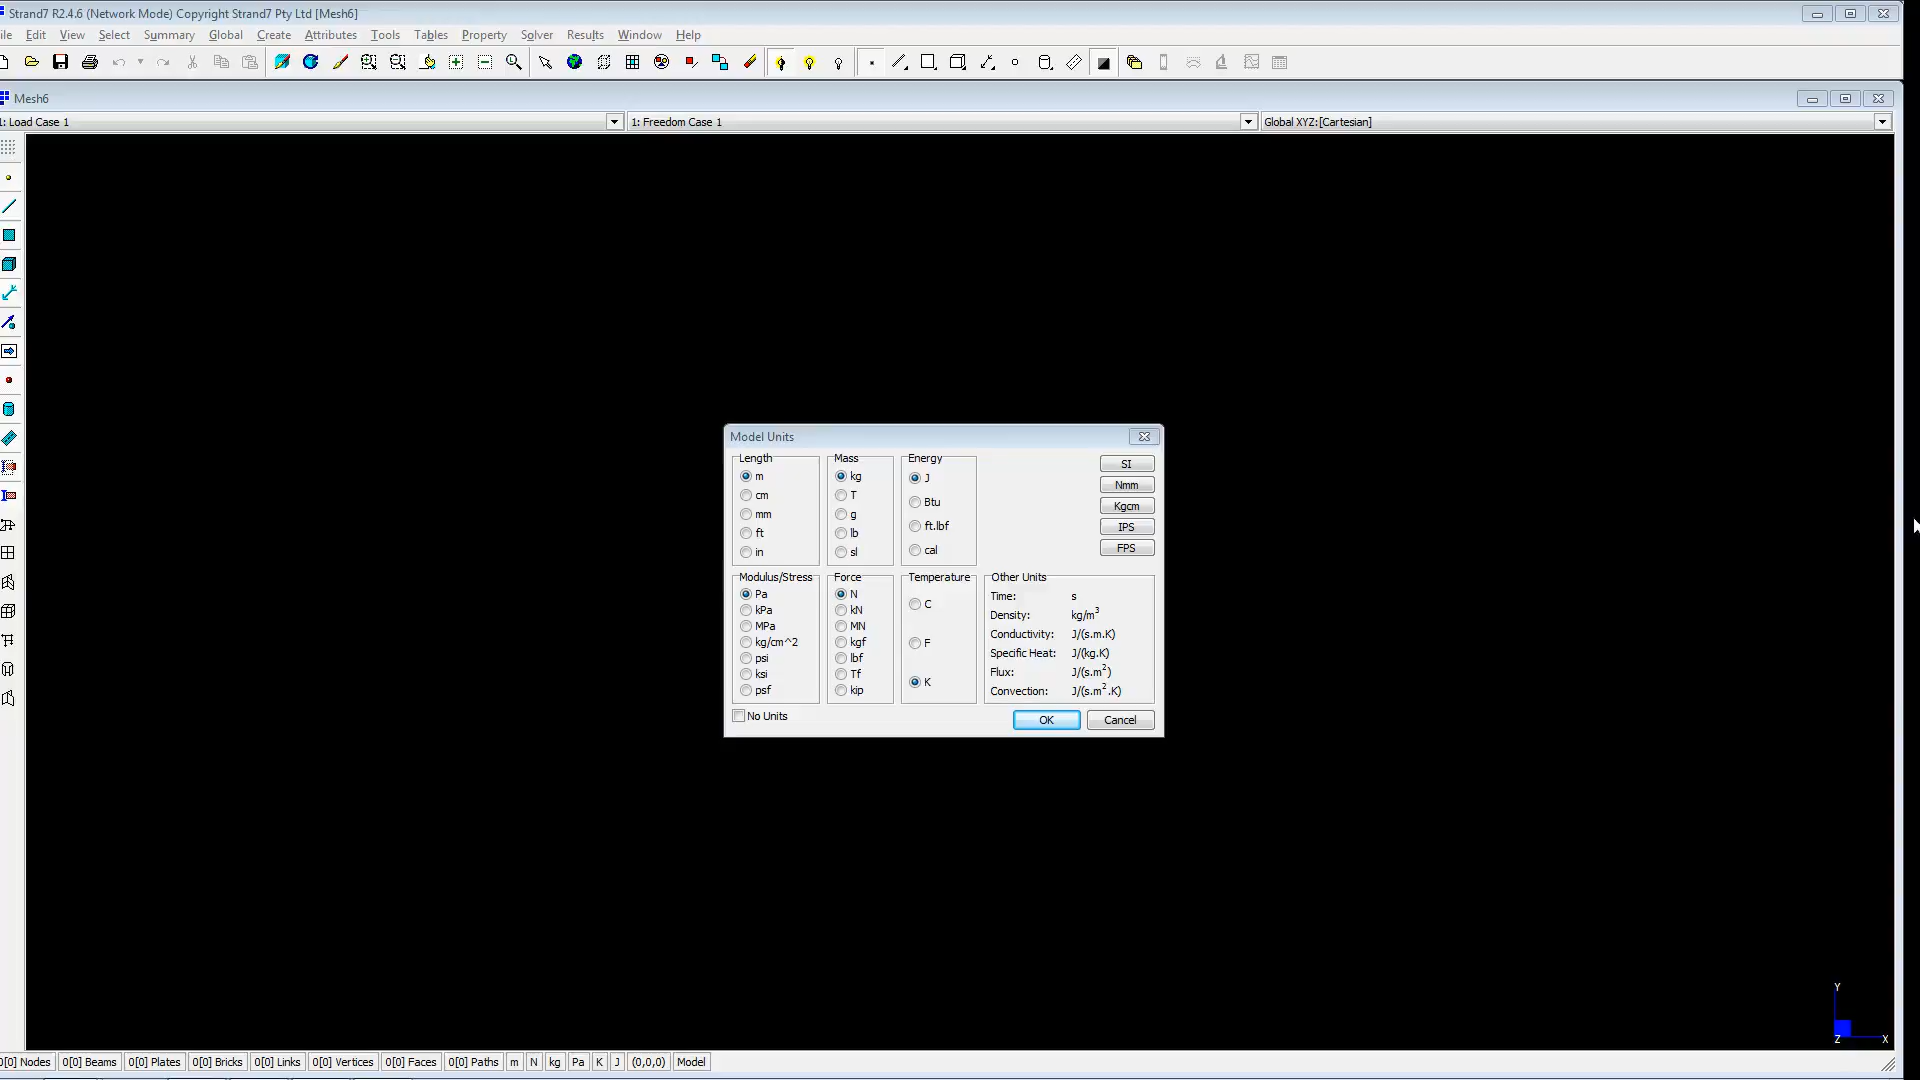 Strand7 R2.4.6 (Network Mode) Copyright Strand7 Pty Ltd [Mesh6]
ile Edit View Select Summary Global Create Attributes Tools Tables Property Solver Results Window Help
Mesh6
1: Load Case 1 1: Freedom Case 1 Global XYZ:[Cartesian]
Model Units
Length Mass Energy
m kg J SI
cm T Btu Nmm
mm g ft.lbf Kgcm
ft lb cal IPS
in sl FPS
Modulus/Stress Force Temperature Other Units
Pa N C Time: s
kPa kN F Density: kg/m³
MPa MN K Conductivity: J/(s.m.K)
kg/cm^2 kgf Specific Heat: J/(kg.K)
psi lbf Flux: J/(s.m²)
ksi Tf Convection: J/(s.m².K)
psf kip
No Units OK Cancel
Y
Z X
0[0] Nodes 0[0] Beams 0[0] Plates 0[0] Bricks 0[0] Links 0[0] Vertices 0[0] Faces 0[0] Paths m N kg Pa K J (0,0,0) Model